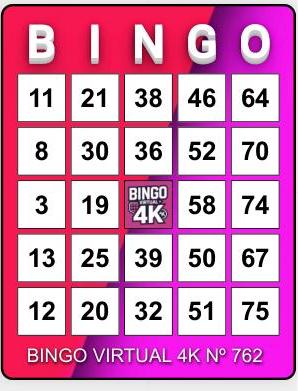 B I N G O
11 21 38 46 64
8 30 36 52 70
3 19 BINGO VIRTUAL 4K 58 74
13 25 39 50 67
12 20 32 51 75
BINGO VIRTUAL 4K Nº 762